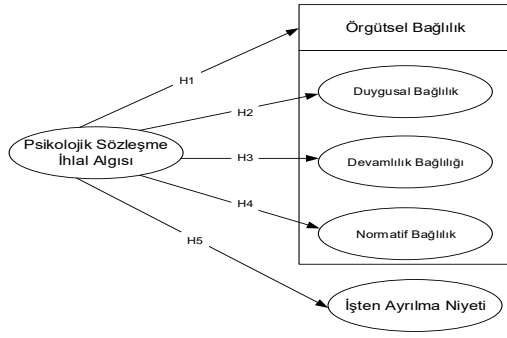 Örgütsel Bağlılık
H1
Duygusal Bağlılık
H2
Psikolojik Sözleşme
İhlal Algısı
H3
Devamlılık Bağlılığı
H4
Normatif Bağlılık
H5
İşten Ayrılma Niyeti